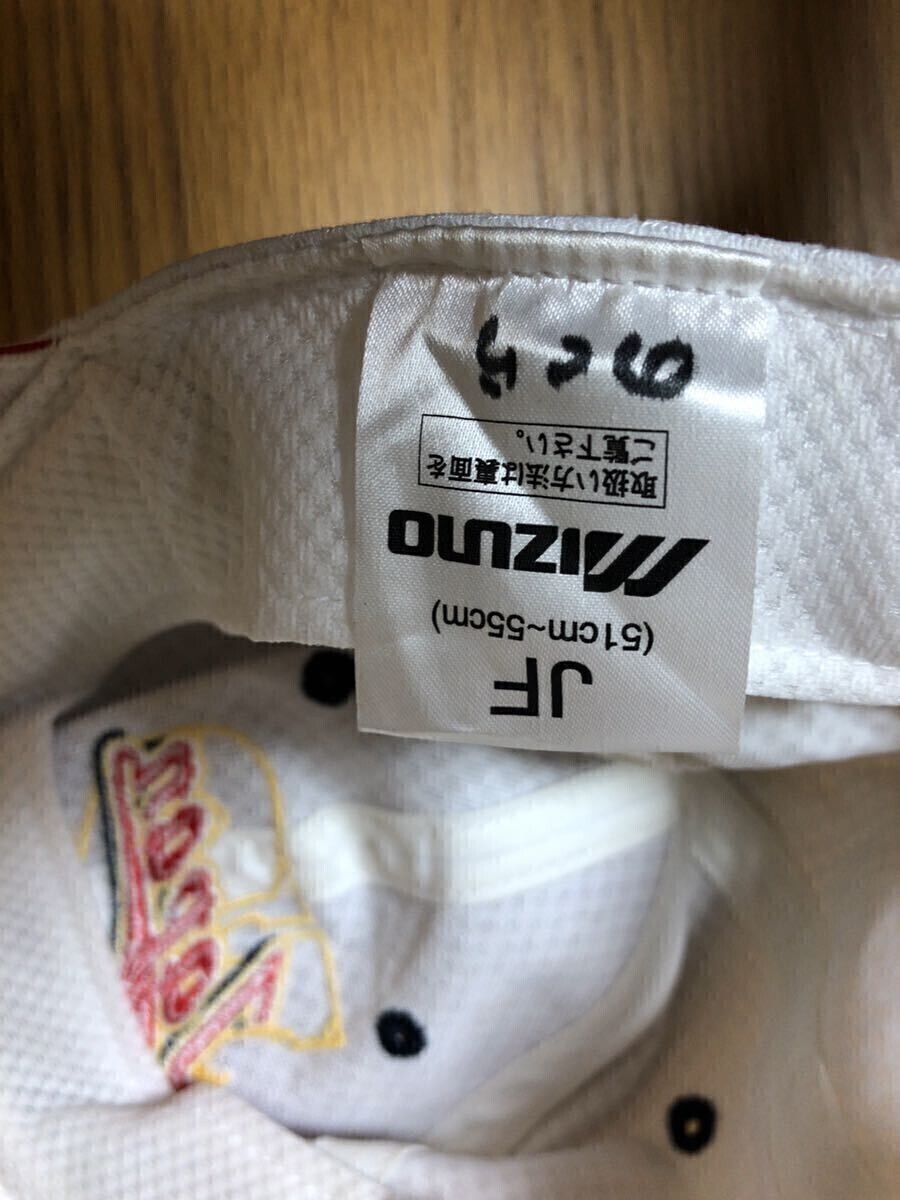 JF
(51cm~55cm)
MIZUNO
取扱い方法は裏面を
ご覧下さい。